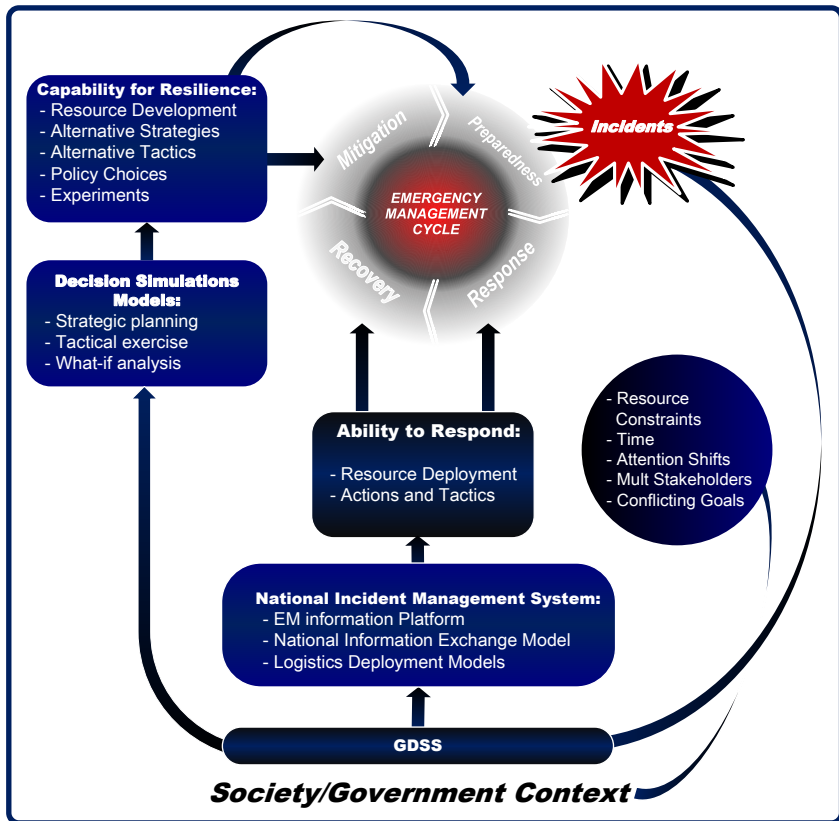 Capability for Resilience:
- Resource Development
- Alternative Strategies
- Alternative Tactics
- Policy Choices
- Experiments
Mitigation
Preparedness
Incidents
EMERGENCY
MANAGEMENT
CYCLE
Recovery
Response
Decision Simulations
Models:
- Strategic planning
- Tactical exercise
- What-if analysis
- Resource
Constraints
- Time
- Attention Shifts
- Mult Stakeholders
- Conflicting Goals
Ability to Respond:
- Resource Deployment
- Actions and Tactics
National Incident Management System:
- EM information Platform
- National Information Exchange Model
- Logistics Deployment Models
GDSS
Society/Government Context